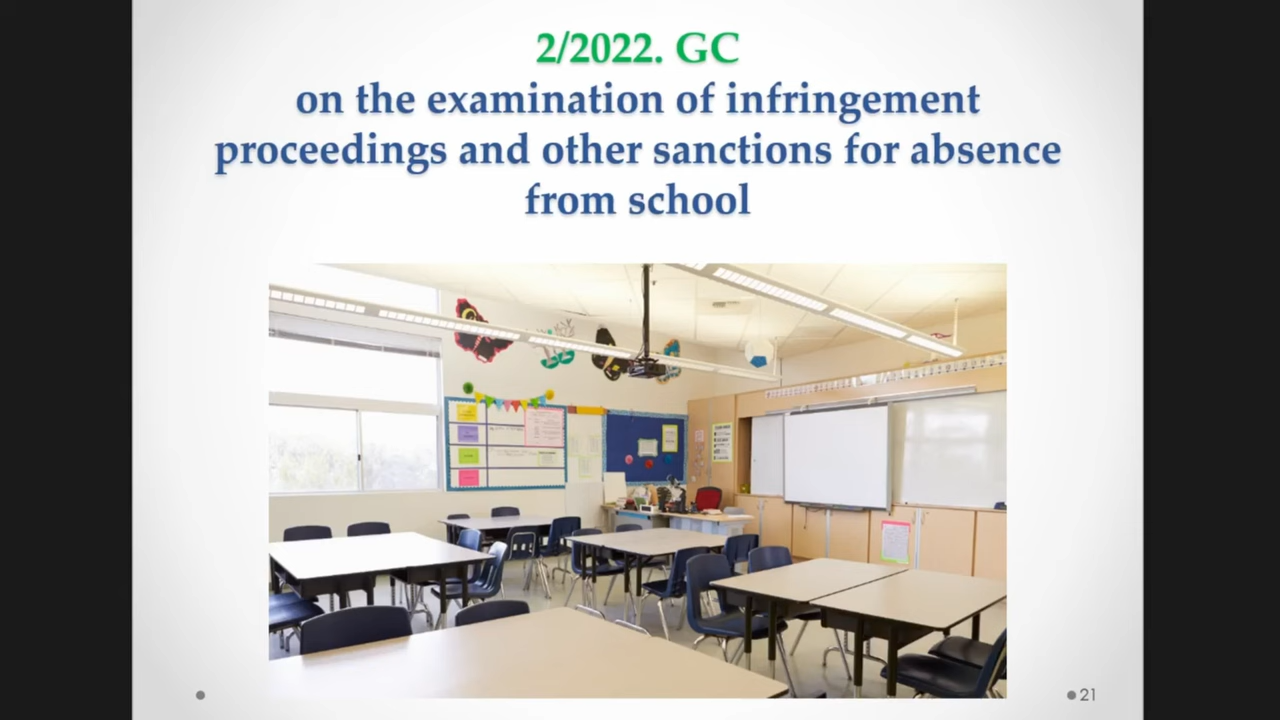 2/2022. GC
on the examination of infringement
proceedings and other sanctions for absence
from school
21